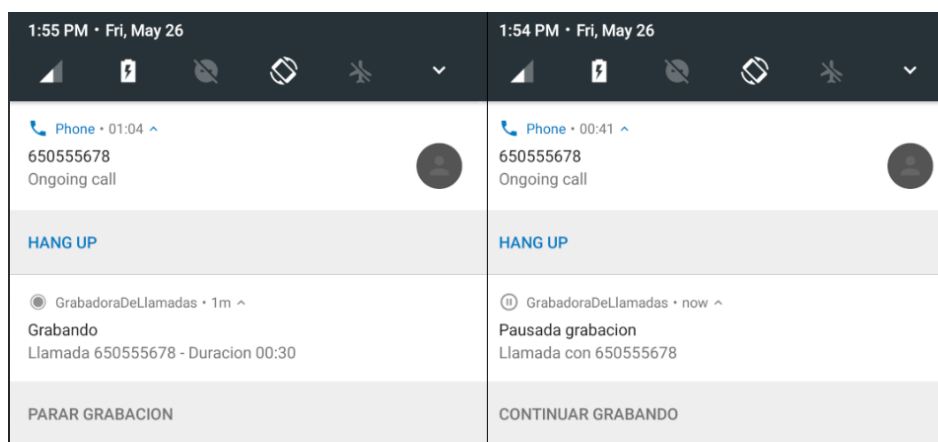 1:55 PM • Fri, May 26
Phone • 01:04
650555678
Ongoing call
HANG UP
GrabadoraDeLlamadas • 1m
Grabando
Llamada 650555678 - Duracion 00:30
PARAR GRABACION
1:54 PM • Fri, May 26
Phone • 00:41
650555678
Ongoing call
HANG UP
GrabadoraDeLlamadas • now
Pausada grabacion
Llamada con 650555678
CONTINUAR GRABANDO